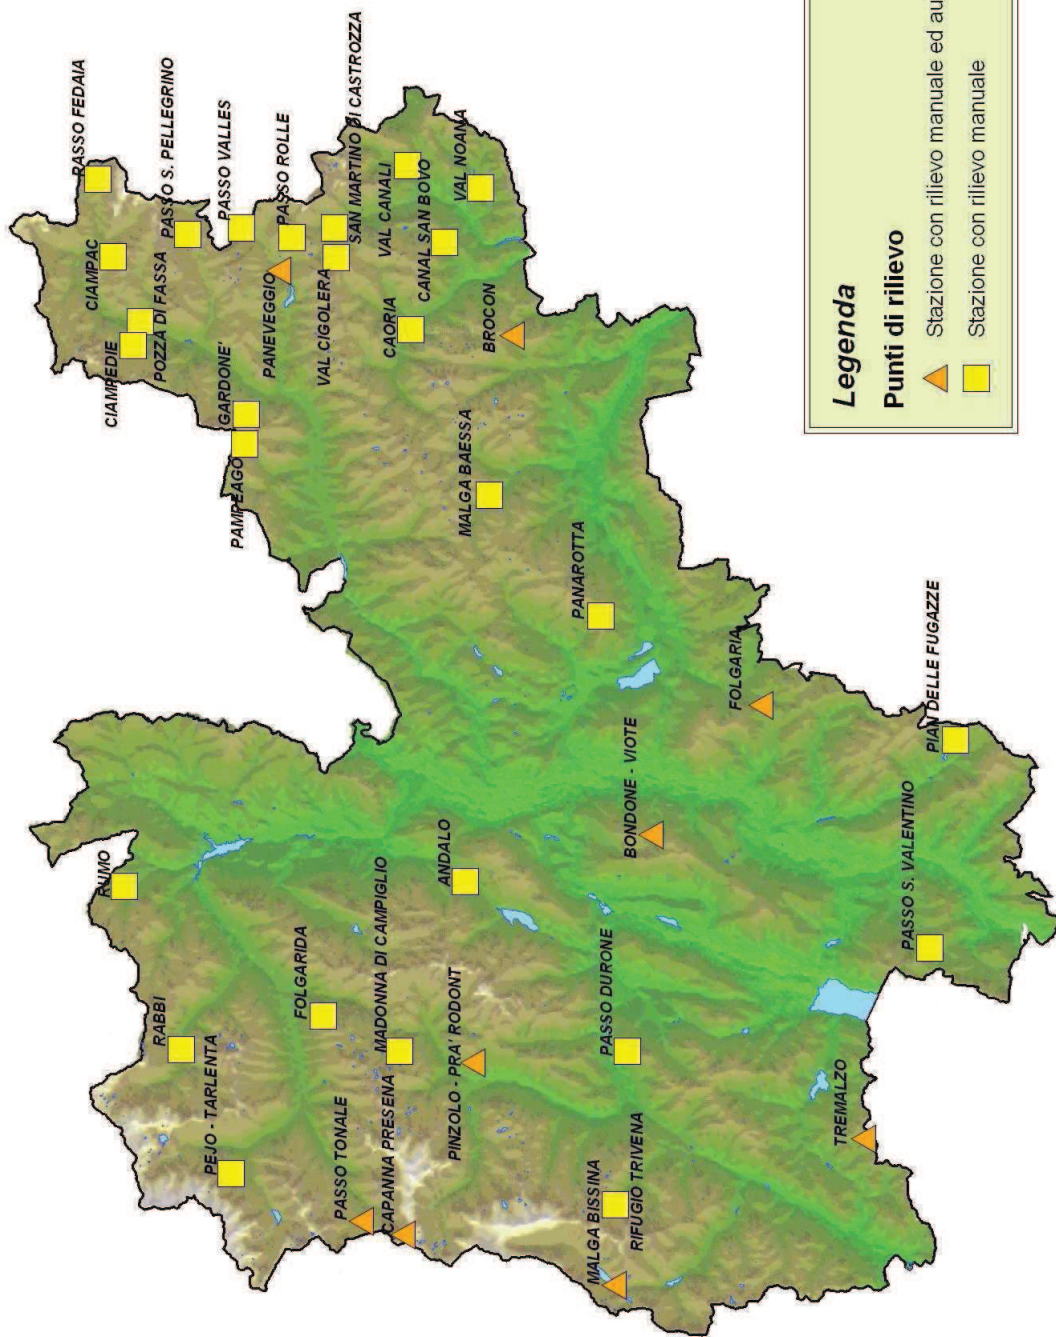 PASSO FEDAIA
CIAMPAC
PASSO S. PELLEGRINO
CIAMPEDIE
POZZA DI FASSA
PASSO VALLES
GARDONE'
PAMPEAGO
PASSO ROLLE
PANEVEGGIO
SAN MARTINO DI CASTROZZA
VAL CIGOLERA
VAL CANALI
CANAL SAN BOVO
CAORIA
VAL NOANA
BROCON
MALGA BAESSA
PANAROTTA
FOLGARIA
PIAN DELLE FUGAZZE
BONDONE - VIOTE
PASSO S. VALENTINO
RUMO
ANDALO
RABBI
PEJO - TARLENTA
FOLGARIDA
MADONNA DI CAMPIGLIO
PASSO TONALE
CAPANNA PRESENA
PINZOLO - PRA' RODONT
PASSO DURONE
MALGA BISSINA
RIFUGIO TRIVENA
TREMALZO
Legenda
Punti di rilievo
Stazione con rilievo manuale ed au
Stazione con rilievo manuale